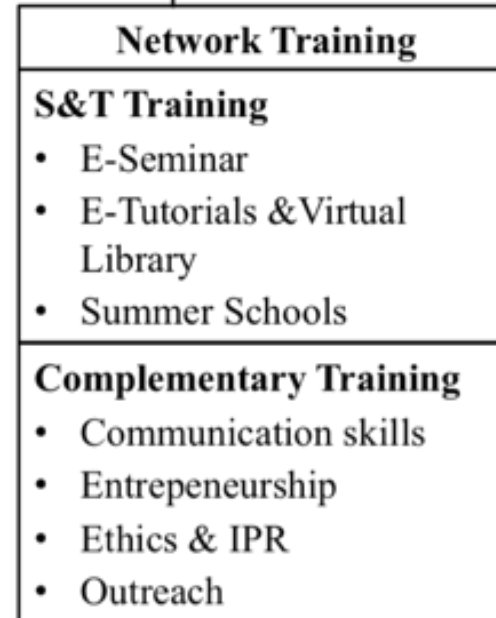 Network Training
S&T Training
• E-Seminar
• E-Tutorials &Virtual
Library
• Summer Schools
Complementary Training
• Communication skills
• Entrepeneurship
• Ethics & IPR
• Outreach